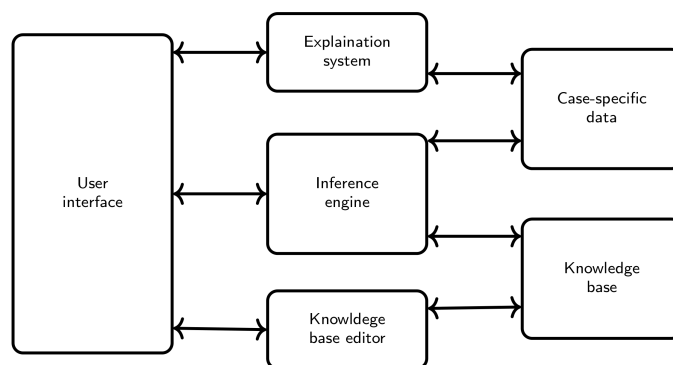 Explaination
system
Case-specific
data
User
interface
Inference
engine
Knowledge
base
Knowldege
base editor